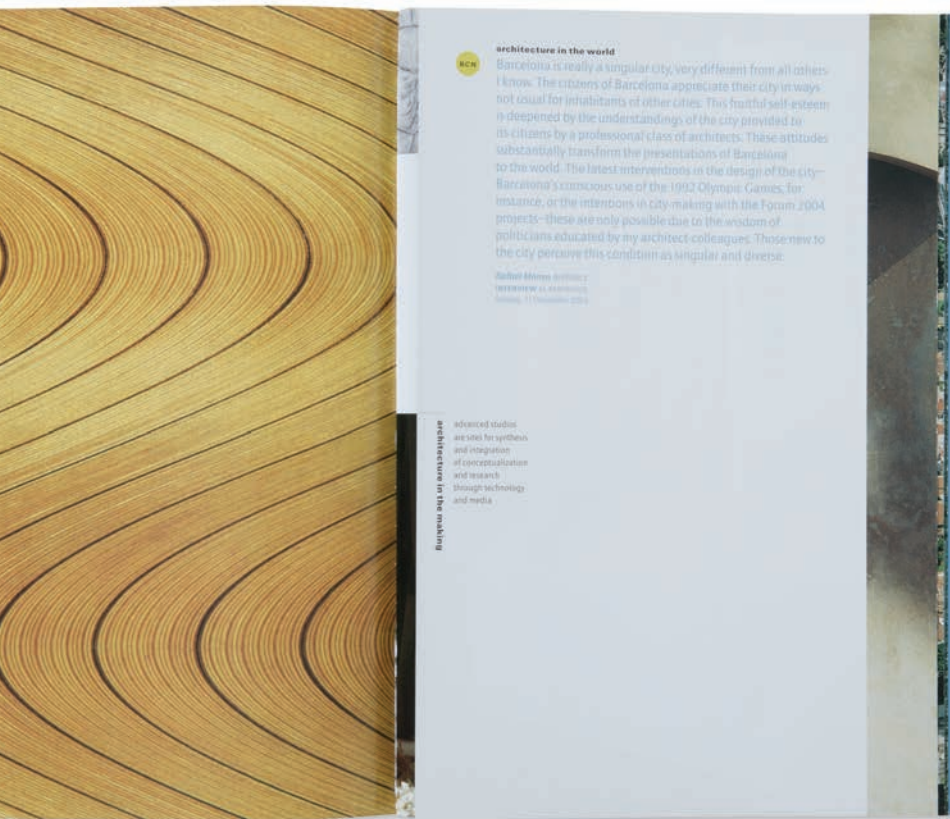 architecture in the world
BCN
Barcelona is really a singular city, very different from all others
I know. The citizens of Barcelona appreciate their city in ways
not usual for inhabitants of other cities. This fruitful self-esteem
is deepened by the understandings of the city provided to
its citizens by a professional class of architects. These attitudes
substantially transform the presentations of Barcelona
to the world. The latest interventions in the design of the city—
Barcelona's conscious use of the 1992 Olympic Games, for
instance, or the intentions in city-making with the Forum 2004
projects—these are only possible due to the wisdom of
politicians educated by my architect-colleagues. Those new to
the city perceive this condition as singular and diverse.
architecture in the making
advanced studios
are sites for synthesis
and integration
of conceptualization
and research
through technology
and media